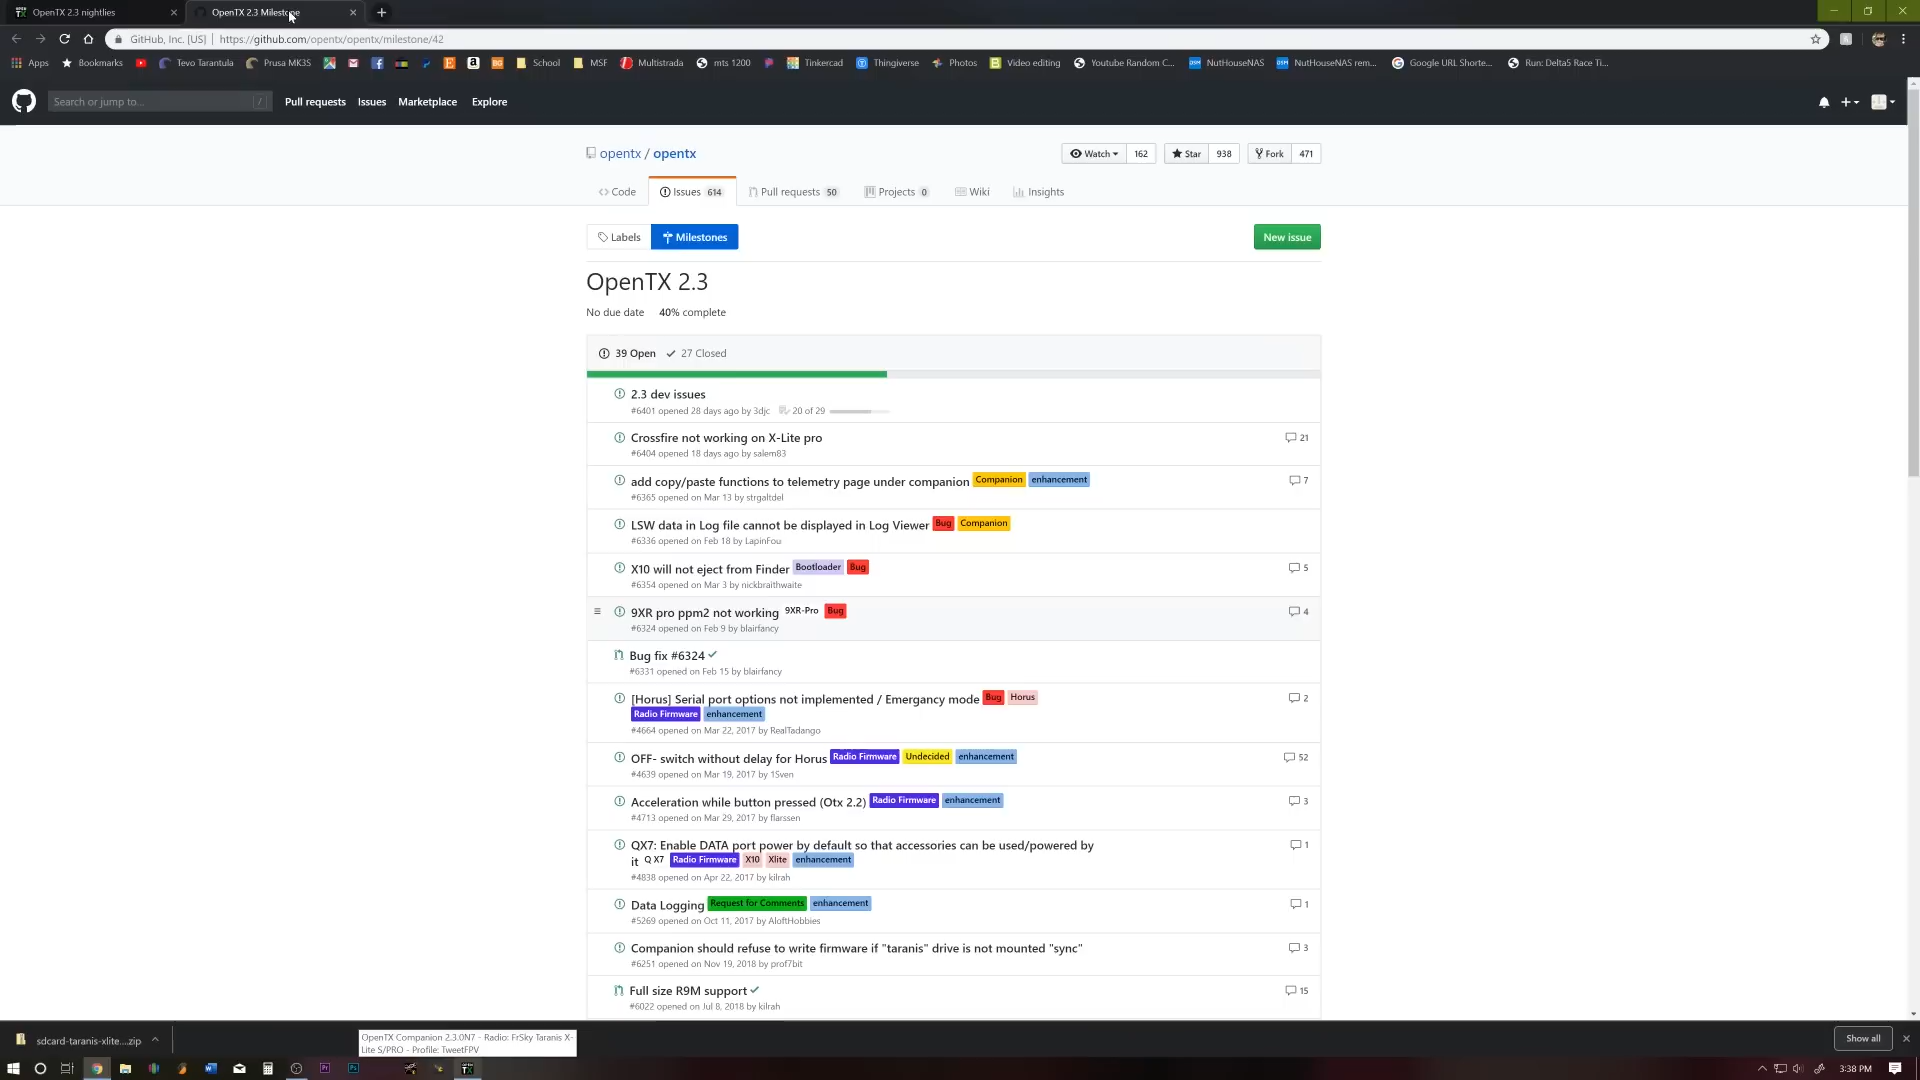 OpenTX 2.3 nightlies
OpenTX 2.3 Milestone
GitHub, Inc. [US] | https://github.com/opentx/opentx/milestone/42
Apps Bookmarks Tevo Tarantula Prusa MK3S School MSF Multistrada mts 1200 Tinkercad Thingiverse Photos Video editing Youtube Random C... NutHouseNAS NutHouseNAS rem... Google URL Shorte... Run: Delta5 Race Ti...
Search or jump to... / Pull requests Issues Marketplace Explore
opentx / opentx
Watch 162 Star 938 Fork 471
Code Issues 614 Pull requests 50 Projects 0 Wiki Insights
Labels Milestones New issue
OpenTX 2.3
No due date 40% complete
39 Open 27 Closed
2.3 dev issues
#6401 opened 28 days ago by 3djc 20 of 29
Crossfire not working on X-Lite pro 21
#6404 opened 18 days ago by salem83
add copy/paste functions to telemetry page under companion Companion enhancement 7
#6365 opened on Mar 13 by strgaltdel
LSW data in Log file cannot be displayed in Log Viewer Bug Companion
#6336 opened on Feb 18 by LapinFou
X10 will not eject from Finder Bootloader Bug 5
#6354 opened on Mar 3 by nickbraithwaite
9XR pro ppm2 not working 9XR-Pro Bug 4
#6324 opened on Feb 9 by blairfancy
Bug fix #6324
#6331 opened on Feb 15 by blairfancy
[Horus] Serial port options not implemented / Emergancy mode Bug Horus 2
Radio Firmware enhancement
#4664 opened on Mar 22, 2017 by RealTadango
OFF- switch without delay for Horus Radio Firmware Undecided enhancement 52
#4639 opened on Mar 19, 2017 by 1Sven
Acceleration while button pressed (Otx 2.2) Radio Firmware enhancement 3
#4713 opened on Mar 29, 2017 by flarssen
QX7: Enable DATA port power by default so that accessories can be used/powered by 1
it Q X7 Radio Firmware X10 Xlite enhancement
#4838 opened on Apr 22, 2017 by kilrah
Data Logging Request for Comments enhancement 1
#5269 opened on Oct 11, 2017 by AloftHobbies
Companion should refuse to write firmware if "taranis" drive is not mounted "sync" 3
#6251 opened on Nov 19, 2018 by prof7bit
Full size R9M support 15
#6022 opened on Jul 8, 2018 by kilrah
sdcard-taranis-xlite....zip
OpenTX Companion 2.3.0N7 - Radio: FrSky Taranis X-
Lite S/PRO - Profile: TweetFPV
Show all
3:38 PM